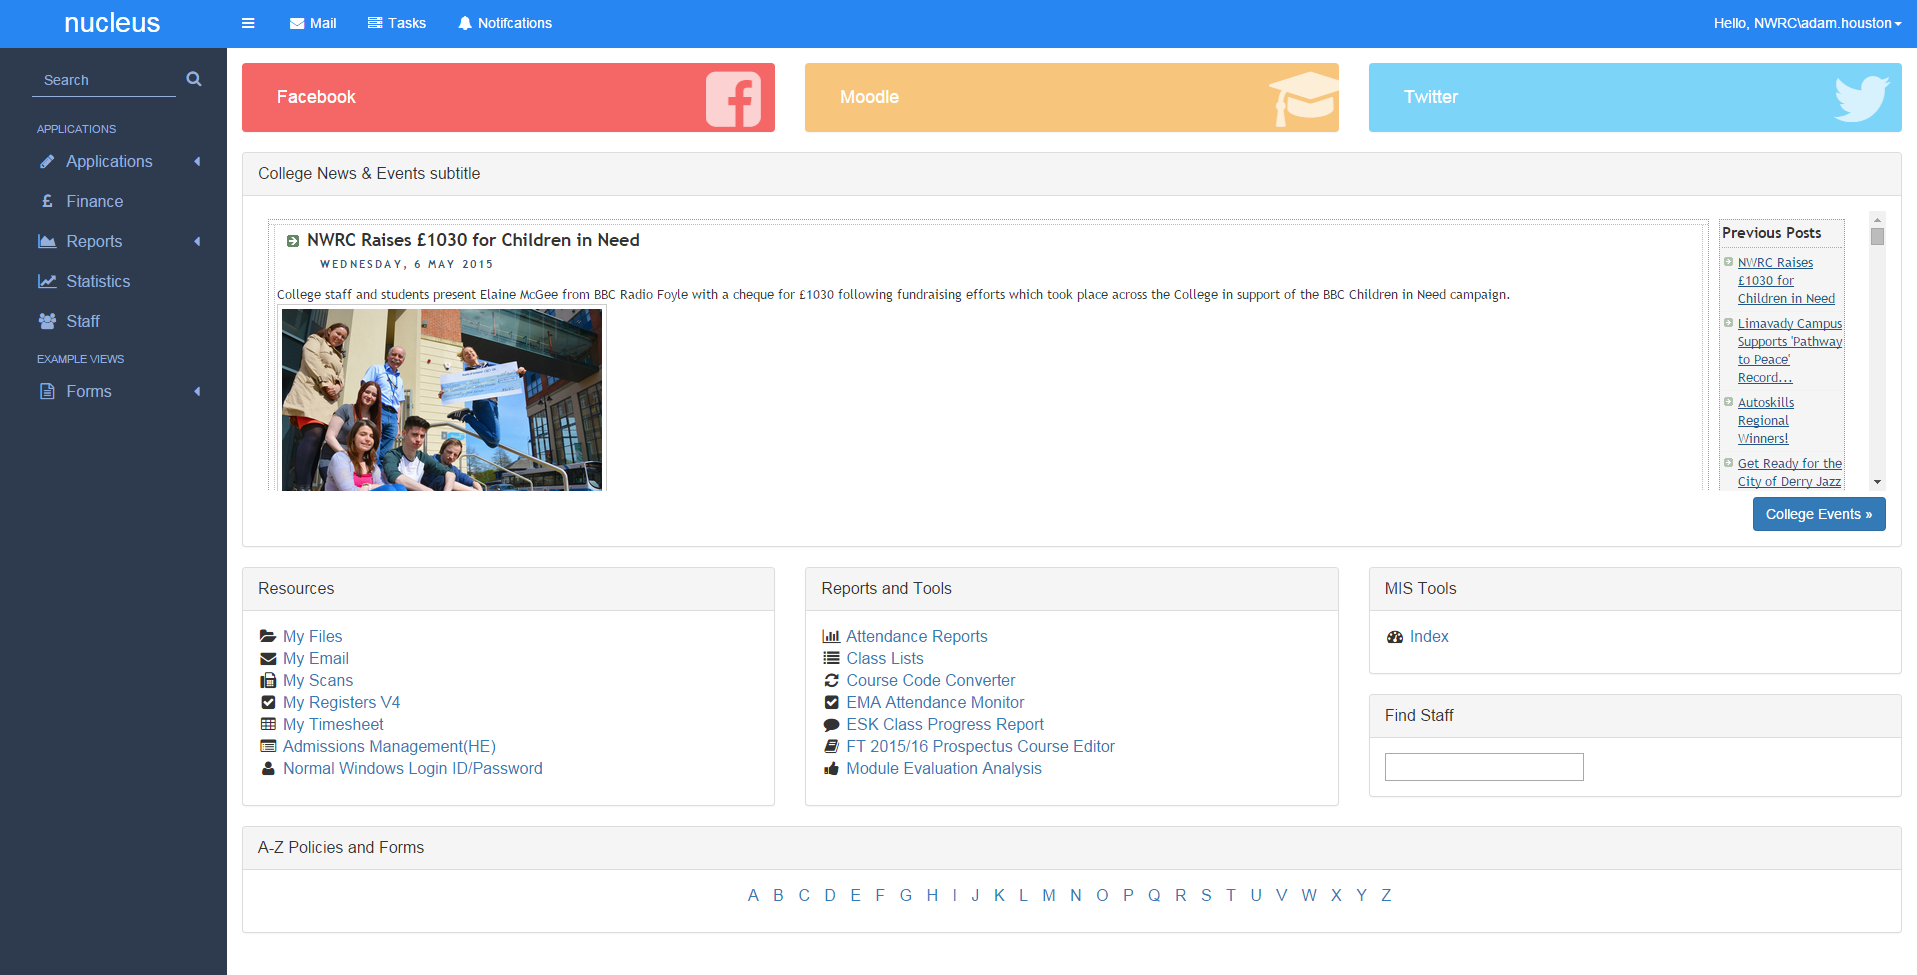 nucleus
Mail
Tasks
Notifcations
Hello, NWRC\adam.houston
Search
APPLICATIONS
Applications
£ Finance
Reports
Statistics
Staff
EXAMPLE VIEWS
Forms
Facebook
Moodle
Twitter
College News & Events subtitle
NWRC Raises £1030 for Children in Need
WEDNESDAY, 6 MAY 2015
College staff and students present Elaine McGee from BBC Radio Foyle with a cheque for £1030 following fundraising efforts which took place across the College in support of the BBC Children in Need campaign.
Previous Posts
NWRC Raises
£1030 for
Children in Need
Limavady Campus
Supports 'Pathway
to Peace'
Record...
Autoskills
Regional
Winners!
Get Ready for the
City of Derry Jazz
College Events »
Resources
My Files
My Email
My Scans
My Registers V4
My Timesheet
Admissions Management(HE)
Normal Windows Login ID/Password
Reports and Tools
Attendance Reports
Class Lists
Course Code Converter
EMA Attendance Monitor
ESK Class Progress Report
FT 2015/16 Prospectus Course Editor
Module Evaluation Analysis
MIS Tools
Index
Find Staff
A-Z Policies and Forms
A B C D E F G H I J K L M N O P Q R S T U V W X Y Z